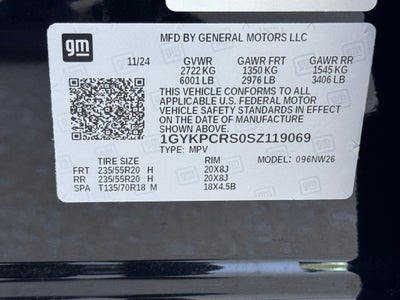 gm
MFD BY GENERAL MOTORS LLC
11/24 GVWR GAWR FRT GAWR RR
2722 KG 1350 KG 1545 KG
6001 LB 2976 LB 3406 LB
THIS VEHICLE CONFORMS TO ALL
APPLICABLE U.S. FEDERAL MOTOR
VEHICLE SAFETY STANDARDS IN EFFECT
ON THE DATE OF MANUFACTURE
SHOWN ABOVE.
1GYKPCRS0SZ119069
TYPE: MPV
TIRE SIZE RIM MODEL: 096NW26
FRT 235/55R20 H 20X8J
RR 235/55R20 H 20X8J
SPA T135/70R18 M 18X4.5B